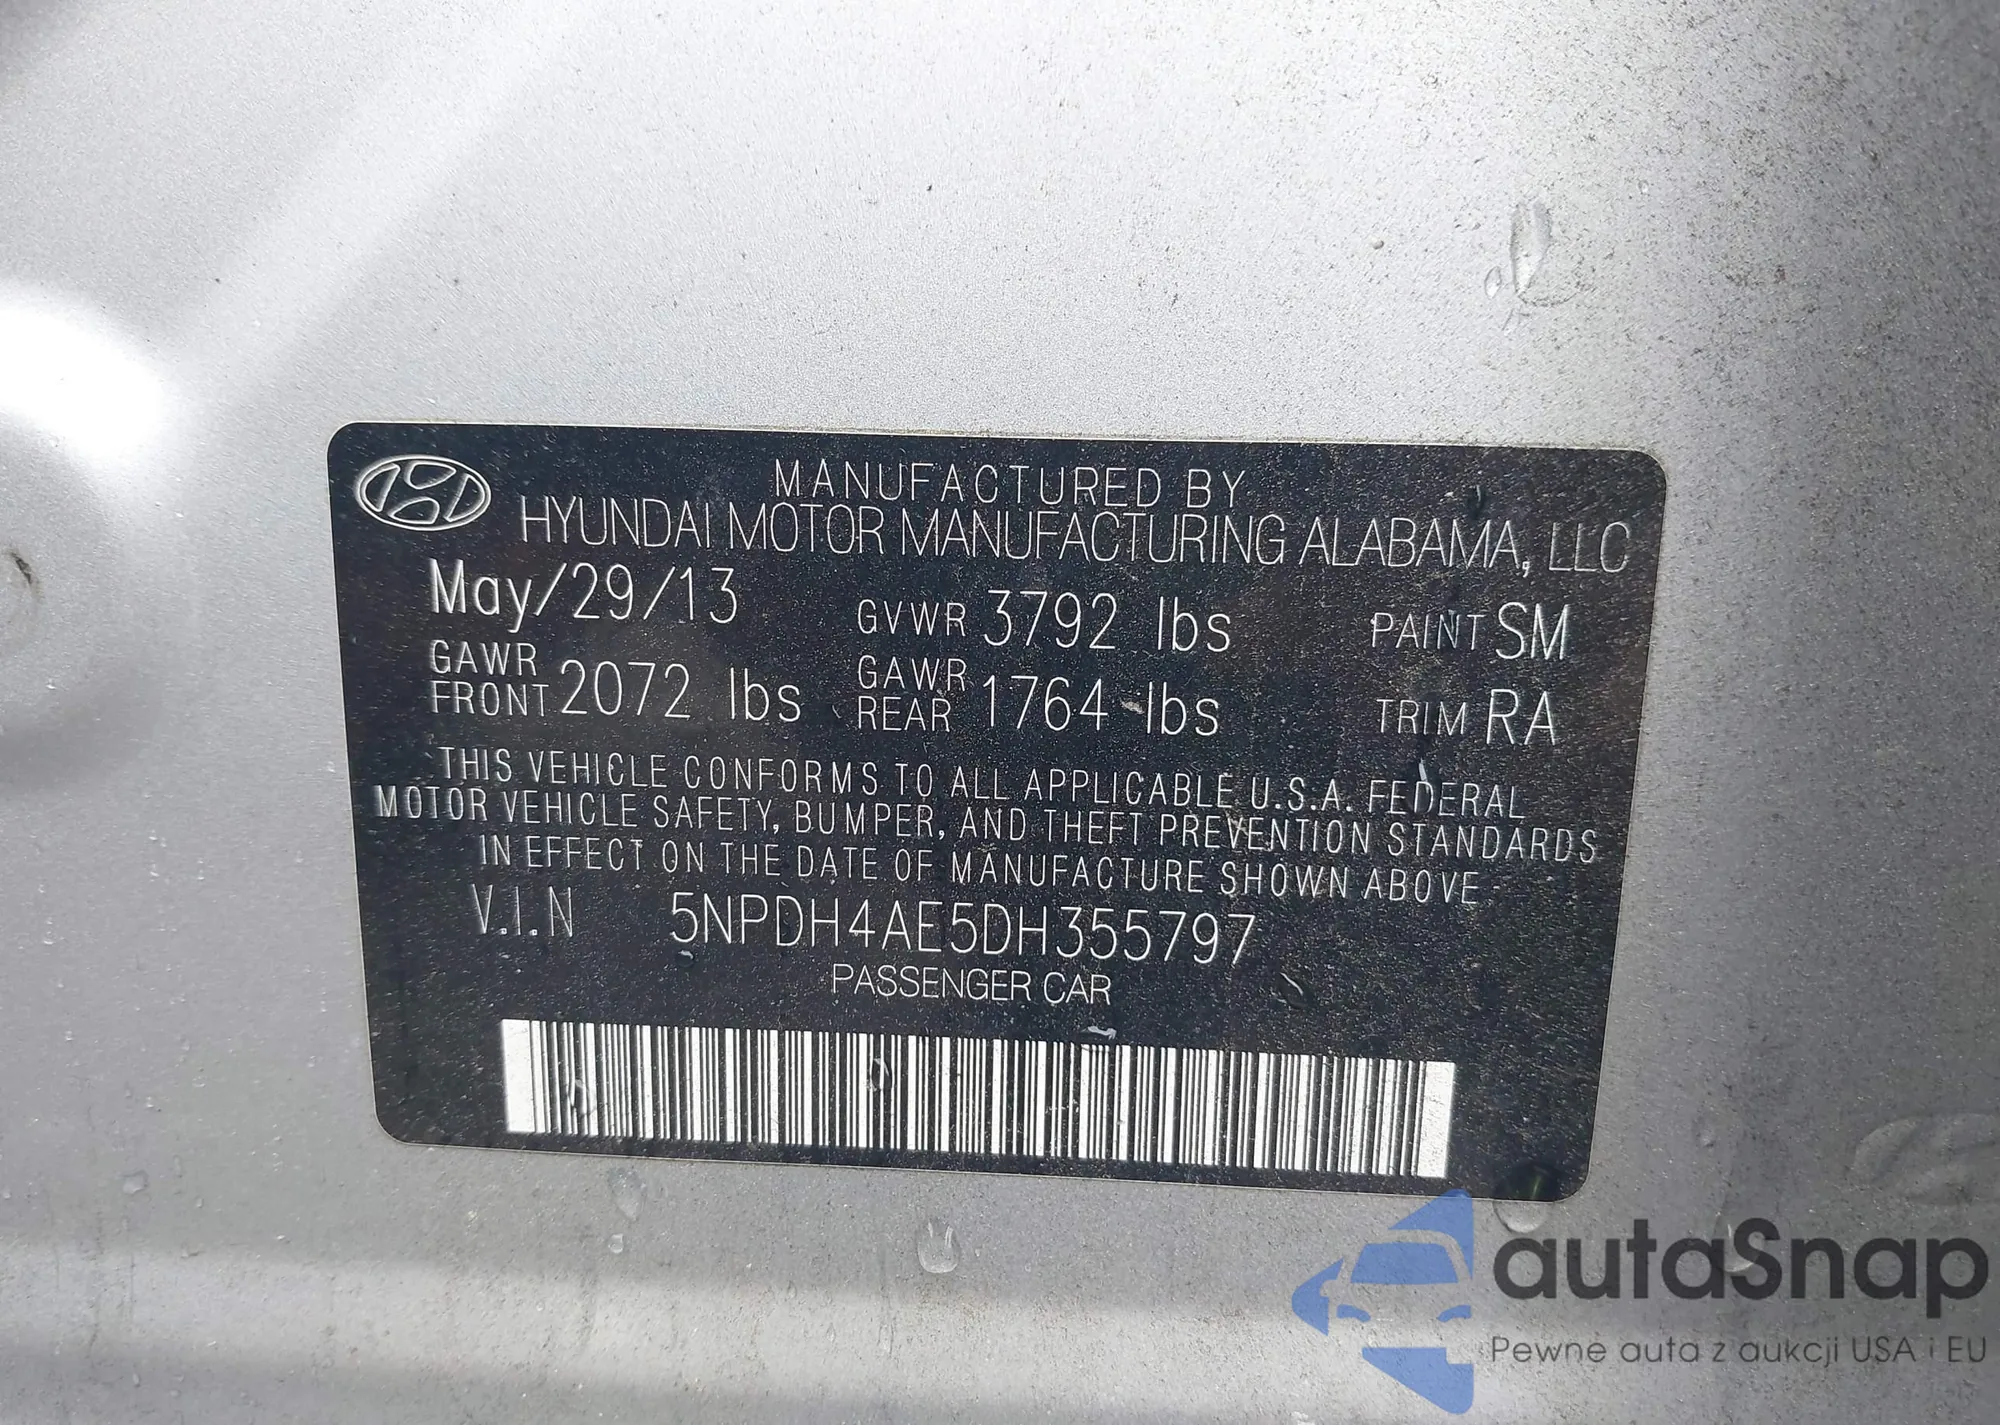 MANUFACTURED BY
HYUNDAI MOTOR MANUFACTURING ALABAMA, LLC
May/29/13 GVWR 3792 lbs PAINT SM
GAWR FRONT 2072 lbs GAWR REAR 1764 lbs TRIM RA
THIS VEHICLE CONFORMS TO ALL APPLICABLE U.S.A. FEDERAL
MOTOR VEHICLE SAFETY, BUMPER, AND THEFT PREVENTION STANDARDS
IN EFFECT ON THE DATE OF MANUFACTURE SHOWN ABOVE
V.I.N 5NPDH4AE5DH355797
PASSENGER CAR
autaSnap
Pewne auta z aukcji USA i EU